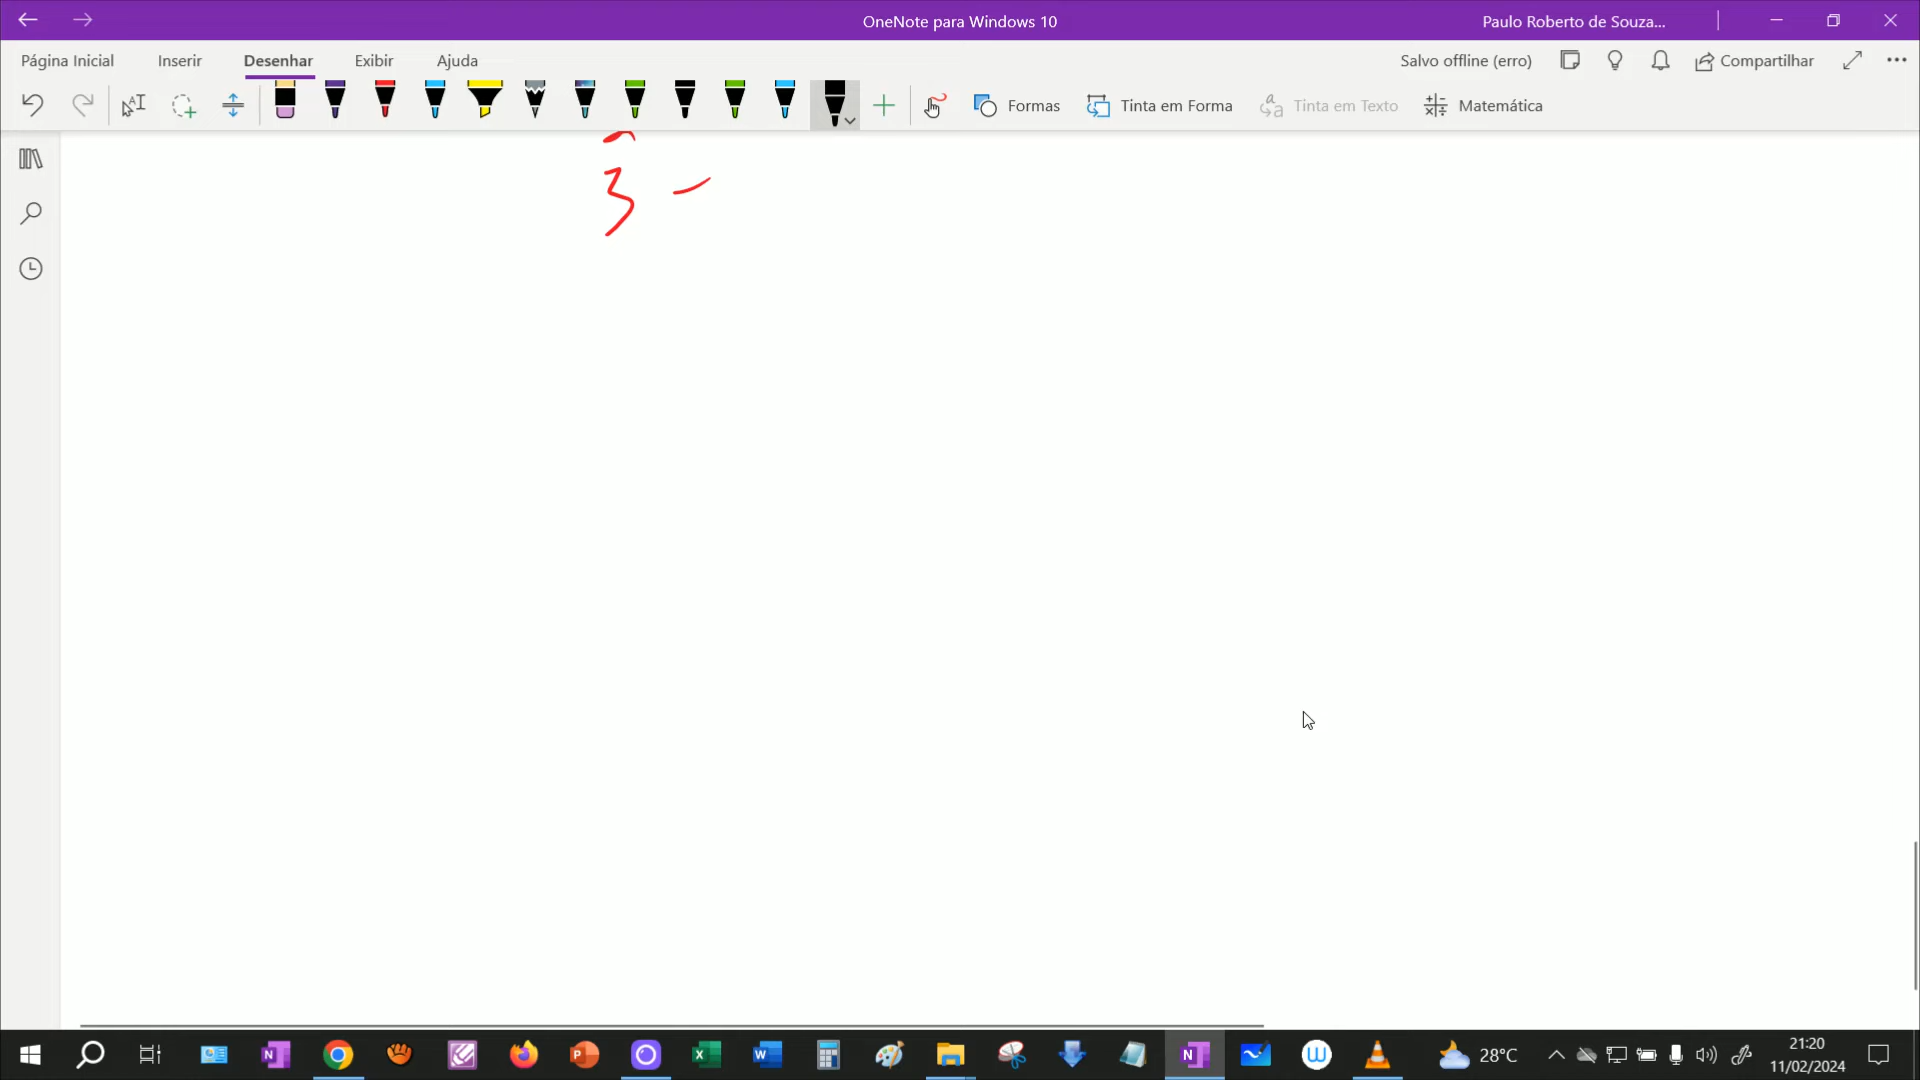 OneNote para Windows 10
Paulo Roberto de Souza...
Página Inicial
Inserir
Desenhar
Exibir
Ajuda
Salvo offline (erro)
Compartilhar
Formas
Tinta em Forma
Tinta em Texto
Matemática
3 -
28°C
21:20
11/02/2024